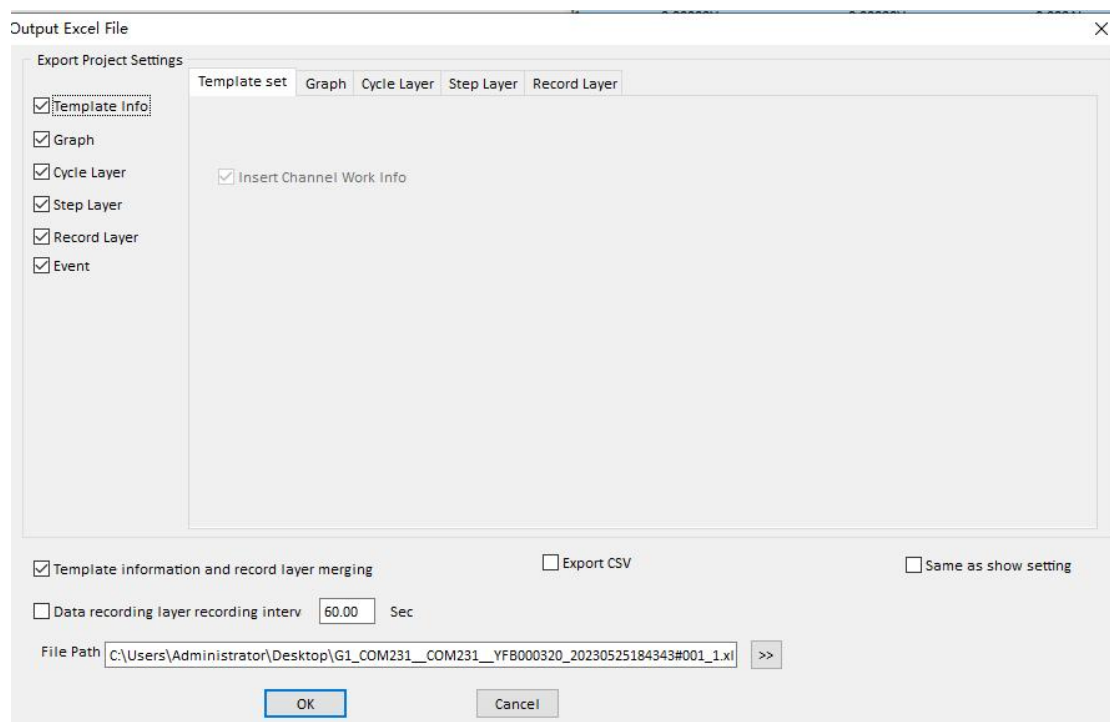 Output Excel File
Export Project Settings
Template set Graph Cycle Layer Step Layer Record Layer
Template Info
Graph
Cycle Layer
Step Layer
Record Layer
Event
Insert Channel Work Info
Template information and record layer merging
Export CSV
Same as show setting
Data recording layer recording interv 60.00 Sec
File Path C:\Users\Administrator\Desktop\G1_COM231__COM231__YFB000320_20230525184343#001_1.xl >>
OK Cancel